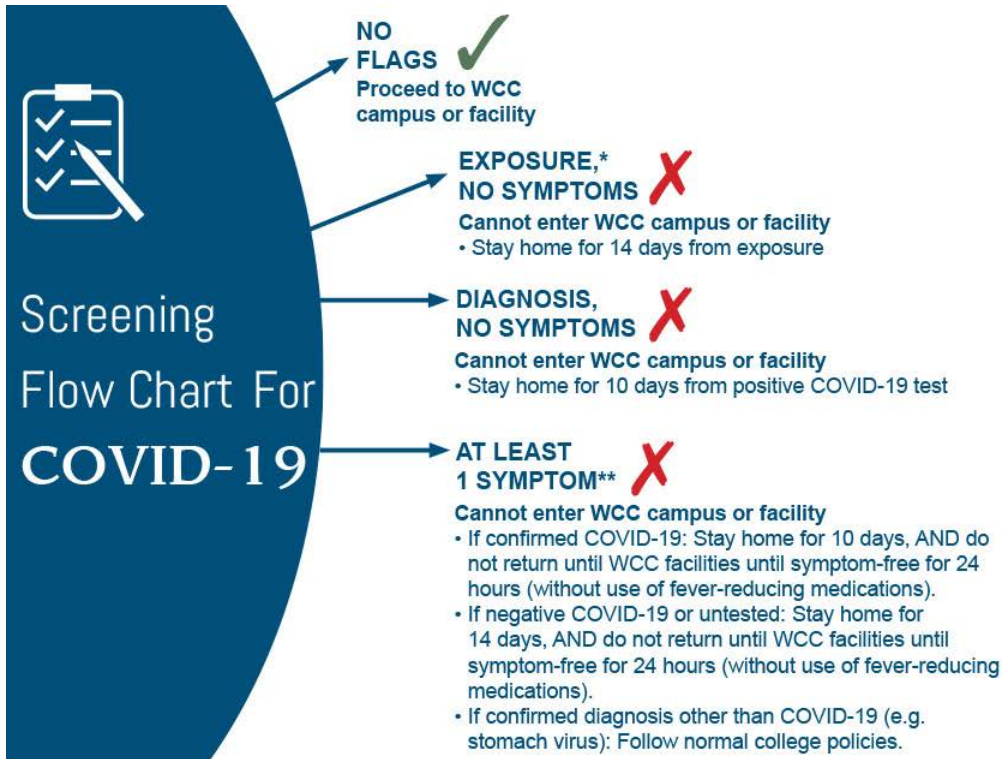 Screening
Flow Chart For
COVID-19
NO
FLAGS
Proceed to WCC
campus or facility
EXPOSURE,*
NO SYMPTOMS
Cannot enter WCC campus or facility
• Stay home for 14 days from exposure
DIAGNOSIS,
NO SYMPTOMS
Cannot enter WCC campus or facility
• Stay home for 10 days from positive COVID-19 test
AT LEAST
1 SYMPTOM**
Cannot enter WCC campus or facility
• If confirmed COVID-19: Stay home for 10 days, AND do
not return until WCC facilities until symptom-free for 24
hours (without use of fever-reducing medications).
• If negative COVID-19 or untested: Stay home for
14 days, AND do not return until WCC facilities until
symptom-free for 24 hours (without use of fever-reducing
medications).
• If confirmed diagnosis other than COVID-19 (e.g.
stomach virus): Follow normal college policies.